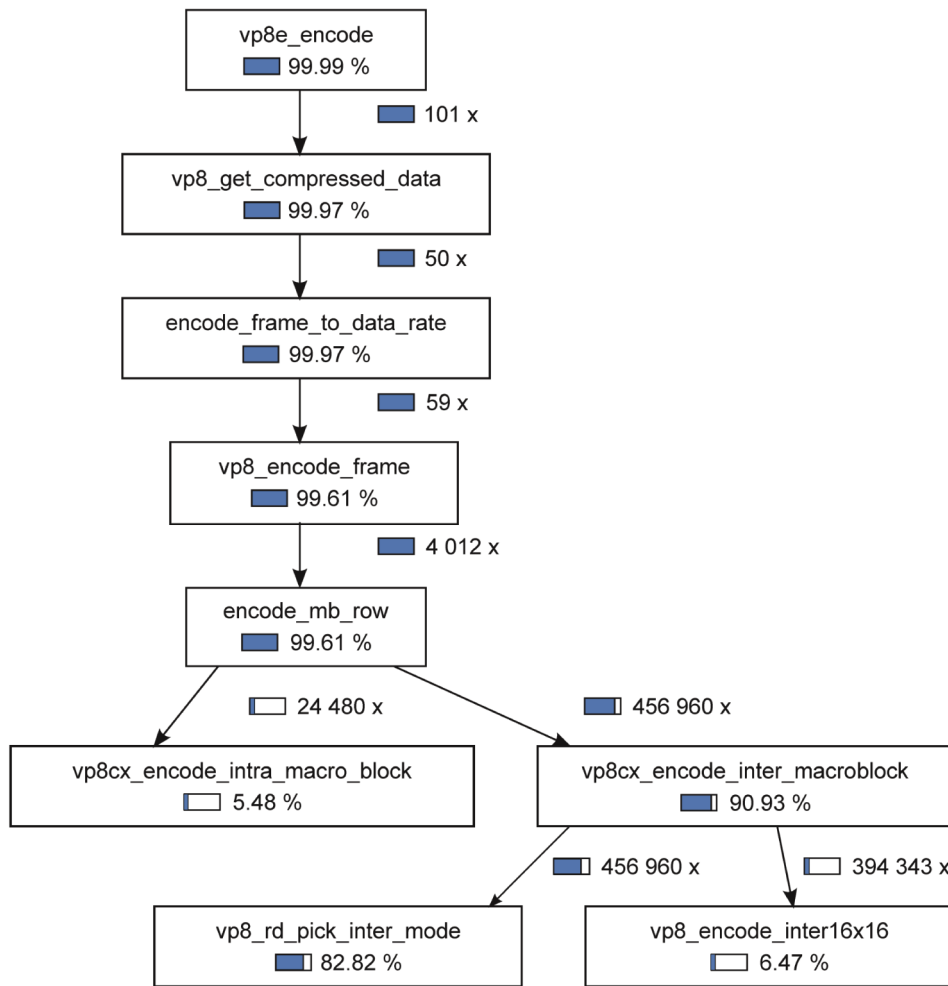 vp8e_encode
99.99 %
101 x
vp8_get_compressed_data
99.97 %
50 x
encode_frame_to_data_rate
99.97 %
59 x
vp8_encode_frame
99.61 %
4 012 x
encode_mb_row
99.61 %
24 480 x
456 960 x
vp8cx_encode_intra_macro_block
5.48 %
vp8cx_encode_inter_macroblock
90.93 %
456 960 x
394 343 x
vp8_rd_pick_inter_mode
82.82 %
vp8_encode_inter16x16
6.47 %